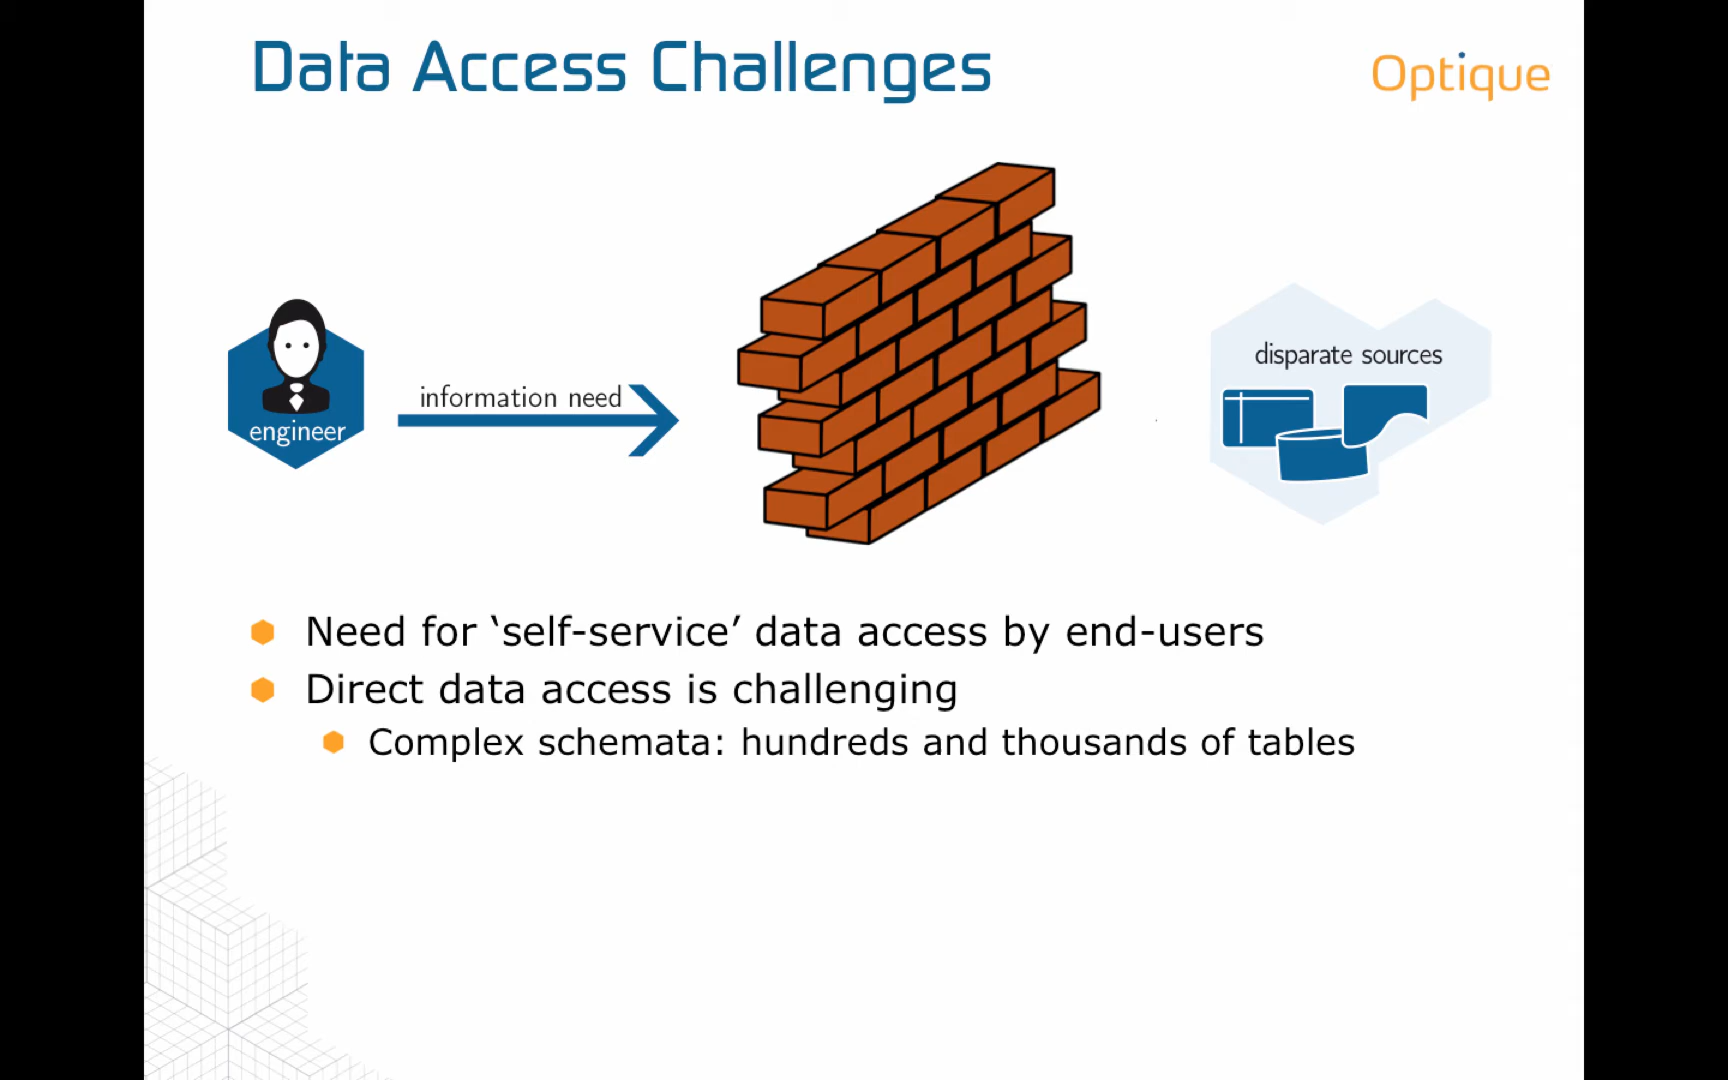 Data Access Challenges
Optique
information need
engineer
disparate sources
Need for ‘self-service’ data access by end-users
Direct data access is challenging
Complex schemata: hundreds and thousands of tables